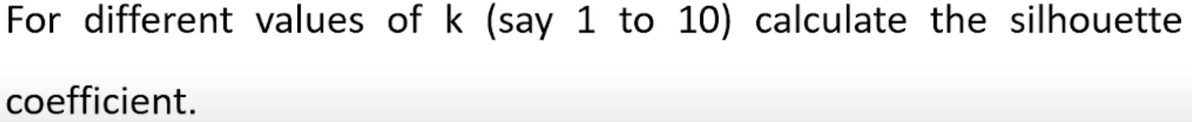 For different values of k (say 1 to 10) calculate the silhouette
coefficient.